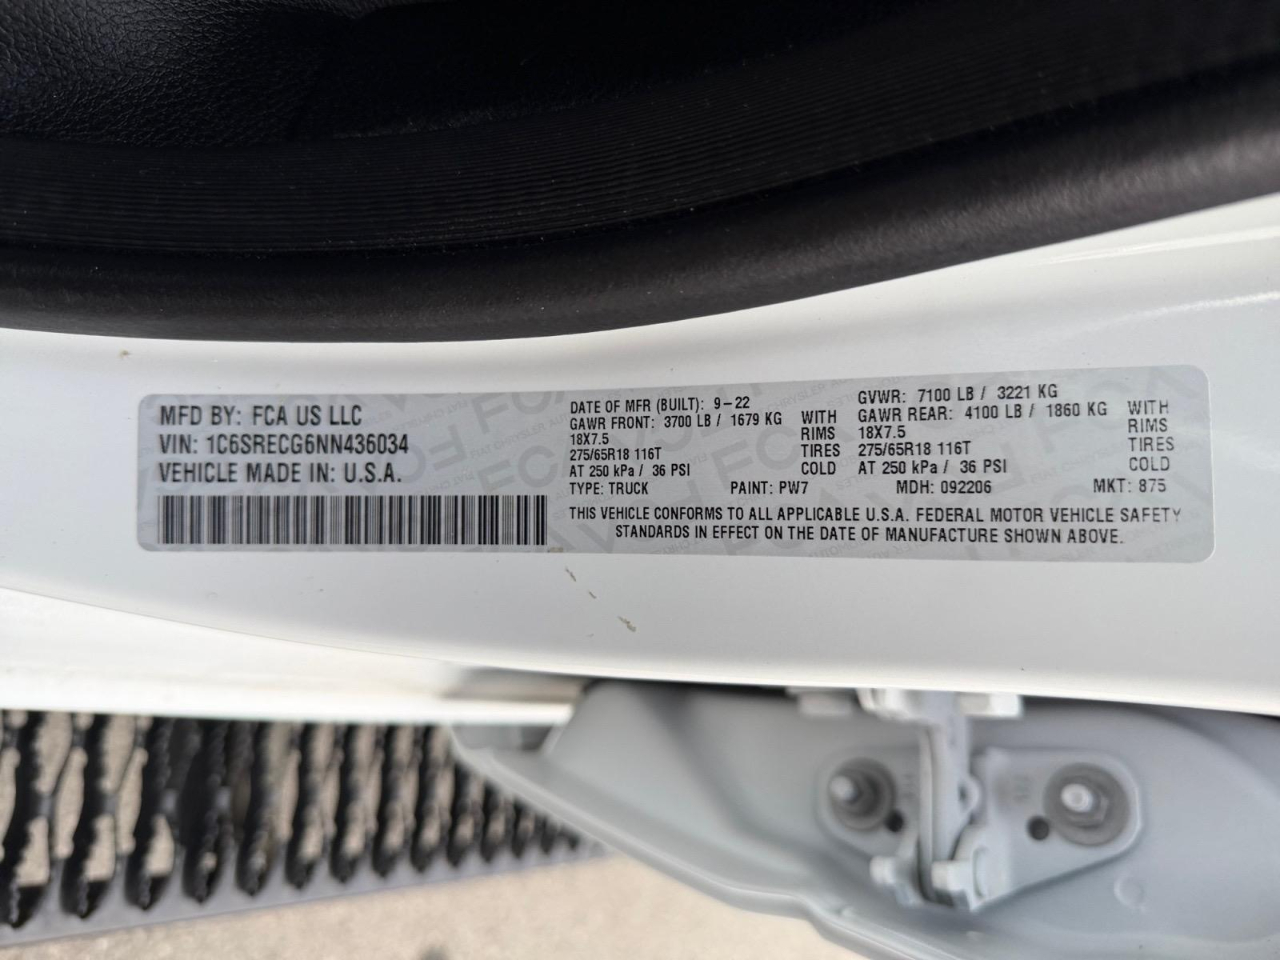 MFD BY: FCA US LLC
VIN: 1C6SRECG6NN436034
VEHICLE MADE IN: U.S.A.
DATE OF MFR (BUILT): 9-22
GAWR FRONT: 3700 LB / 1679 KG WITH
18X7.5 RIMS
275/65R18 116T TIRES
AT 250 kPa / 36 PSI COLD
TYPE: TRUCK PAINT: PW7
GVWR: 7100 LB / 3221 KG
GAWR REAR: 4100 LB / 1860 KG WITH
18X7.5 RIMS
275/65R18 116T TIRES
AT 250 kPa / 36 PSI COLD
MDH: 092206 MKT: 875
THIS VEHICLE CONFORMS TO ALL APPLICABLE U.S.A. FEDERAL MOTOR VEHICLE SAFETY
STANDARDS IN EFFECT ON THE DATE OF MANUFACTURE SHOWN ABOVE.